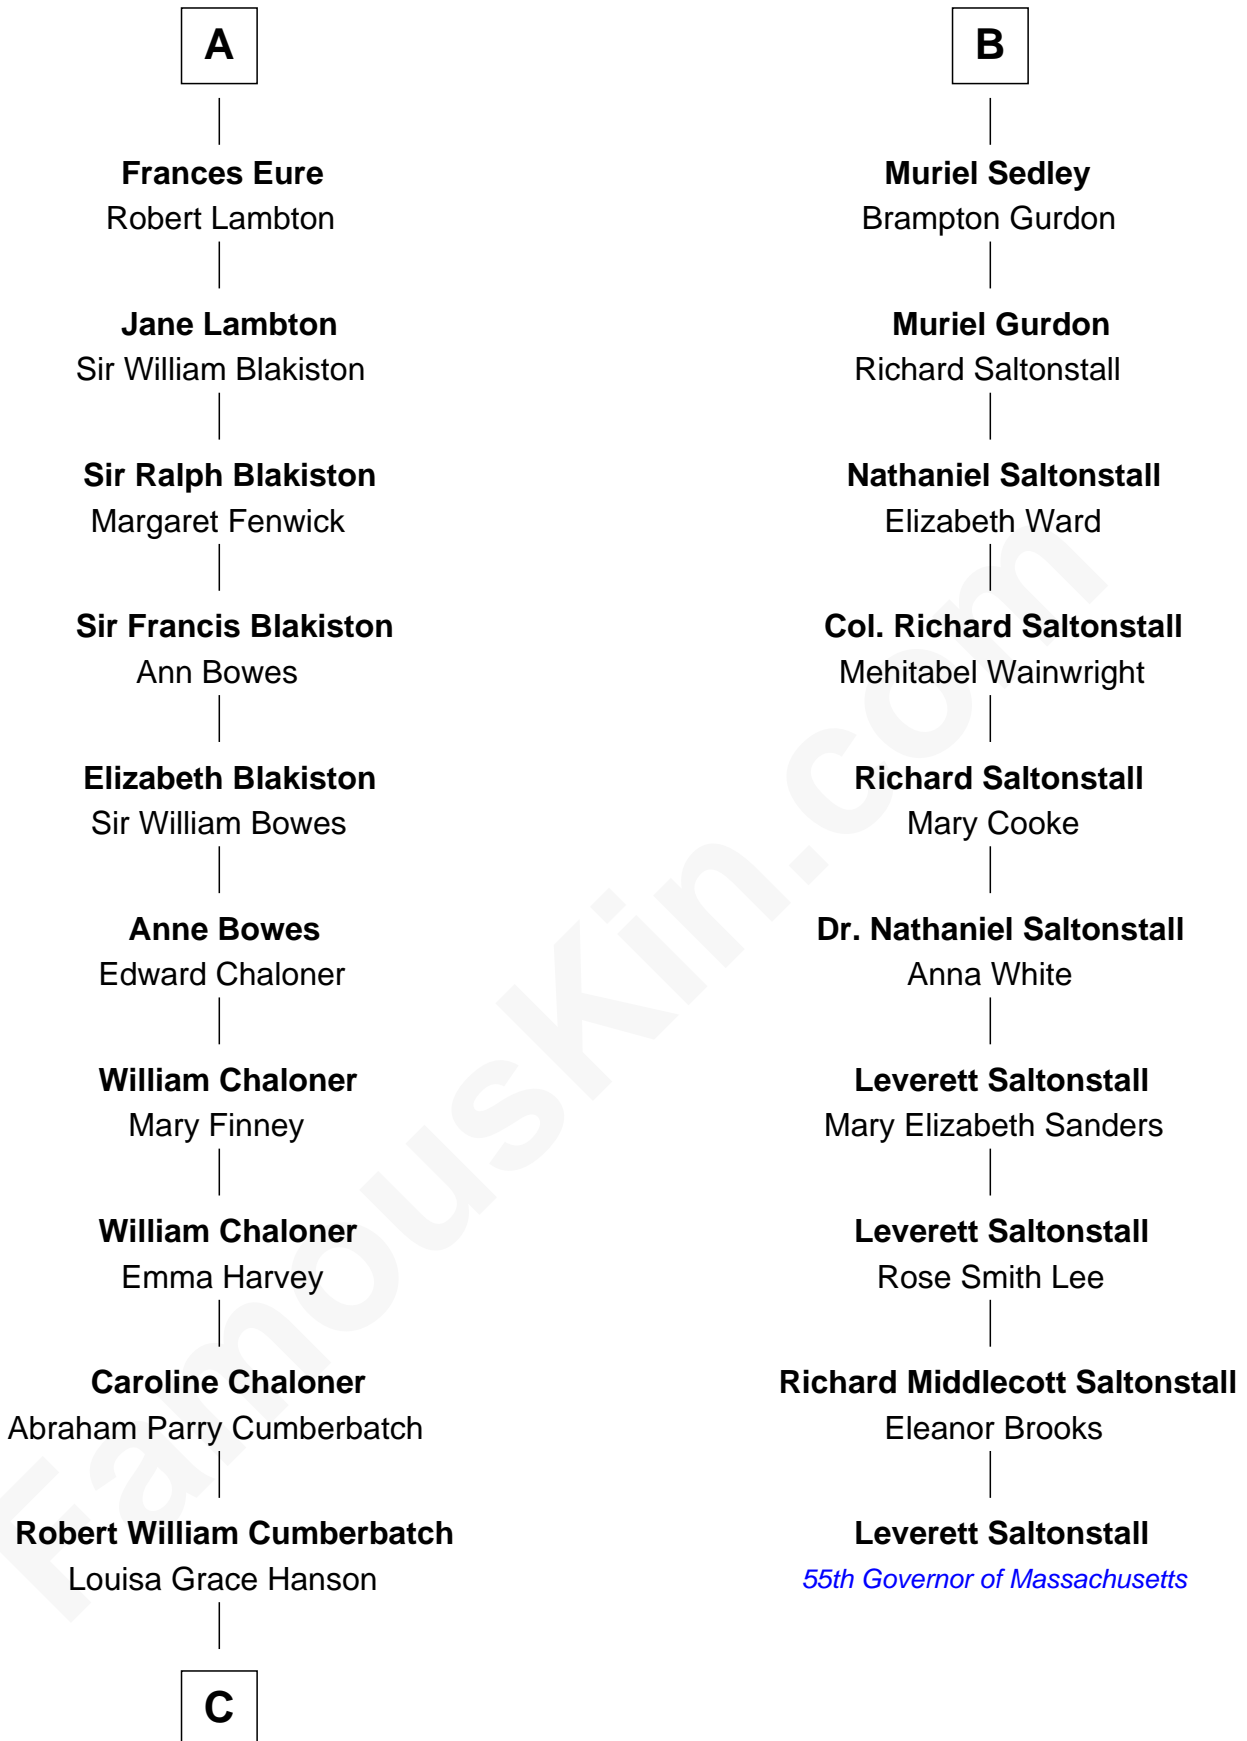 A
Frances Eure
Robert Lambton
Jane Lambton
Sir William Blakiston
Sir Ralph Blakiston
Margaret Fenwick
Sir Francis Blakiston
Ann Bowes
Elizabeth Blakiston
Sir William Bowes
Anne Bowes
Edward Chaloner
William Chaloner
Mary Finney
William Chaloner
Emma Harvey
Caroline Chaloner
Abraham Parry Cumberbatch
Robert William Cumberbatch
Louisa Grace Hanson
C
B
Muriel Sedley
Brampton Gurdon
Muriel Gurdon
Richard Saltonstall
Nathaniel Saltonstall
Elizabeth Ward
Col. Richard Saltonstall
Mehitabel Wainwright
Richard Saltonstall
Mary Cooke
Dr. Nathaniel Saltonstall
Anna White
Leverett Saltonstall
Mary Elizabeth Sanders
Leverett Saltonstall
Rose Smith Lee
Richard Middlecott Saltonstall
Eleanor Brooks
Leverett Saltonstall
55th Governor of Massachusetts
FamousKin.com